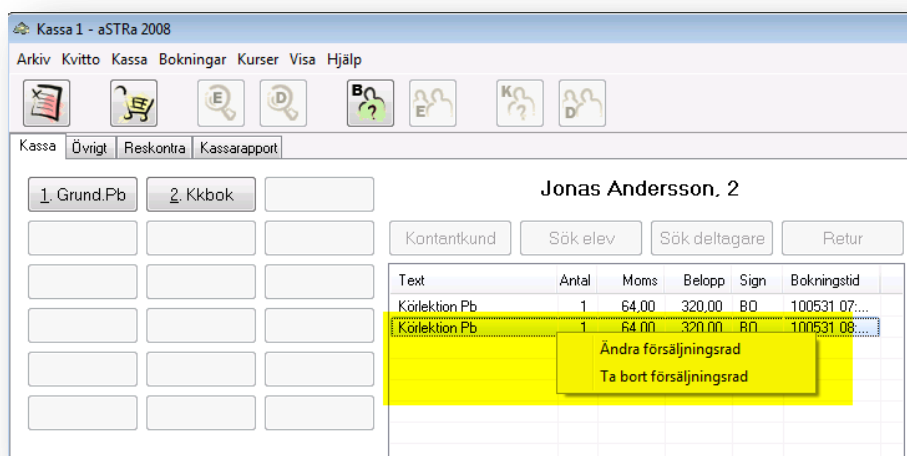 Kassa 1 - aSTRa 2008
Arkiv Kvitto Kassa Bokningar Kurser Visa Hjälp
E D B ? E K ? D
Kassa Övrigt Reskontra Kassarapport
1. Grund.Pb 2. Kkbok
Jonas Andersson, 2
Kontantkund Sök elev Sök deltagare Retur
Text Antal Moms Belopp Sign Bokningstid
Körlektion Pb 1 64,00 320,00 BO 100531 07:...
Körlektion Pb 1 64,00 320,00 BO 100531 08:...
Ändra försäljningsrad
Ta bort försäljningsrad